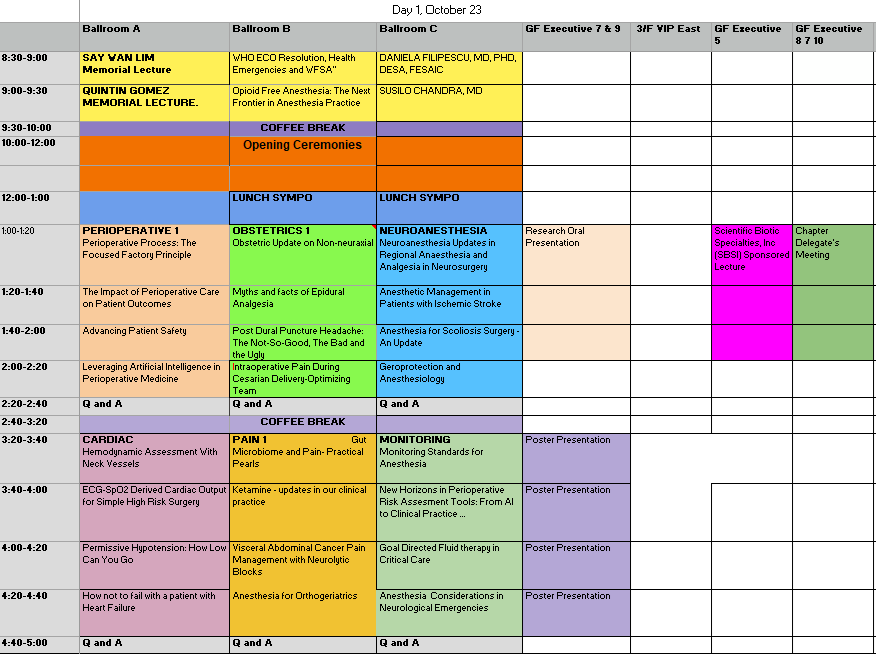 Day 1, October 23
Ballroom A
Ballroom B
Ballroom C
GF Executive 7 & 9
3/F VIP East
GF Executive
5
GF Executive
8 7 10
8:30-9:00
SAY WAN LIM
Memorial Lecture
WHO ECO Resolution, Health
Emergencies and WFSA"
DANIELA FILIPESCU, MD, PHD,
DESA, FESAIC
9:00-9:30
QUINTIN GOMEZ
MEMORIAL LECTURE.
Opioid Free Anesthesia: The Next
Frontier in Anesthesia Practice
SUSILO CHANDRA, MD
9:30-10:00
COFFEE BREAK
10:00-12:00
Opening Ceremonies
12:00-1:00
LUNCH SYMPO
LUNCH SYMPO
1:00-1:20
PERIOPERATIVE 1
Perioperative Process: The
Focused Factory Principle
OBSTETRICS 1
Obstetric Update on Non-neuraxial
NEUROANESTHESIA
Neuroanesthesia Updates in
Regional Anaesthesia and
Analgesia in Neurosurgery
Research Oral
Presentation
Scientific Biotic
Specialties, Inc
(SBSI) Sponsored
Lecture
Chapter
Delegate's
Meeting
1:20-1:40
The Impact of Perioperative Care
on Patient Outcomes
Myths and facts of Epidural
Analgesia
Anesthetic Management in
Patients with Ischemic Stroke
1:40-2:00
Advancing Patient Safety
Post Dural Puncture Headache:
The Not-So-Good, The Bad and
the Ugly
Anesthesia for Scoliosis Surgery -
An Update
2:00-2:20
Leveraging Artificial Intelligence in
Perioperative Medicine
Intraoperative Pain During
Cesarian Delivery-Optimizing
Team
Geroprotection and
Anesthesiology
2:20-2:40
Q and A
Q and A
Q and A
2:40-3:20
COFFEE BREAK
3:20-3:40
CARDIAC
Hemodynamic Assessment With
Neck Vessels
PAIN 1 Gut
Microbiome and Pain- Practical
Pearls
MONITORING
Monitoring Standards for
Anesthesia
Poster Presentation
3:40-4:00
ECG-SpO2 Derived Cardiac Output
for Simple High Risk Surgery
Ketamine - updates in our clinical
practice
New Horizons in Perioperative
Risk Assesment Tools: From AI
to Clinical Practice ...
Poster Presentation
4:00-4:20
Permissive Hypotension: How Low
Can You Go
Visceral Abdominal Cancer Pain
Management with Neurolytic
Blocks
Goal Directed Fluid therapy in
Critical Care
Poster Presentation
4:20-4:40
How not to fail with a patient with
Heart Failure
Anesthesia for Orthogeriatrics
Anesthesia Considerations in
Neurological Emergencies
Poster Presentation
4:40-5:00
Q and A
Q and A
Q and A